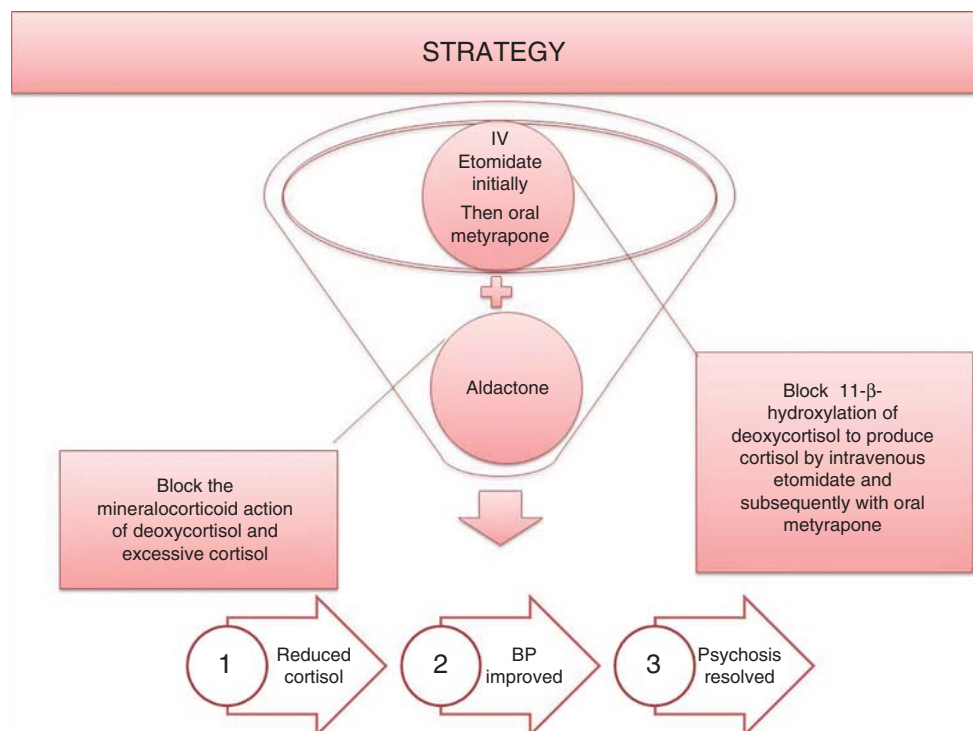 STRATEGY
IV
Etomidate
initially
Then oral
metyrapone
Aldactone
Block the
mineralocorticoid action
of deoxycortisol and
excessive cortisol
Block 11-β-
hydroxylation of
deoxycortisol to produce
cortisol by intravenous
etomidate and
subsequently with oral
metyrapone
1
Reduced
cortisol
2
BP
improved
3
Psychosis
resolved